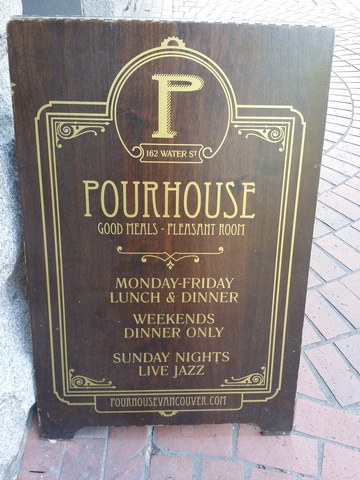 P
162 WATER ST
POURHOUSE
GOOD MEALS - PLEASANT ROOM
MONDAY-FRIDAY
LUNCH & DINNER
WEEKENDS
DINNER ONLY
SUNDAY NIGHTS
LIVE JAZZ
POURHOUSEVANCOUVER.COM